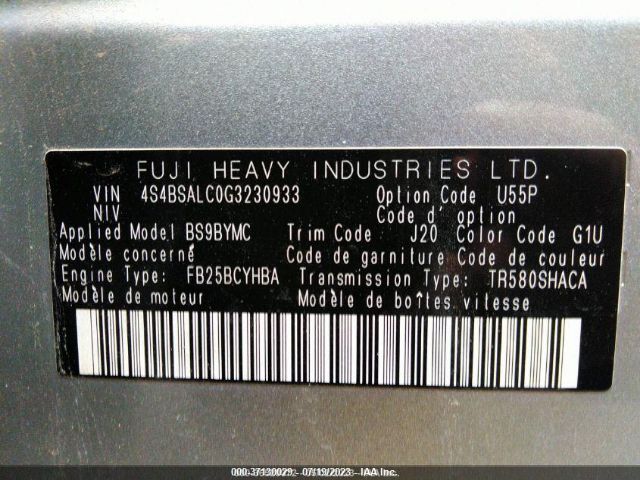 FUJI HEAVY INDUSTRIES LTD.
VIN 4S4BSALC0G3230933 Option Code U55P
NIV Code d'option
Applied Model BS9BYMC Trim Code J20 Color Code G1U
Modèle concerné Code de garniture Code de couleur
Engine Type: FB25BCYHBA Transmission Type: TR580SHACA
Modèle de moteur Modèle de boîtes vitesse
000-37130029 - 07/19/2023 - IAA Inc.